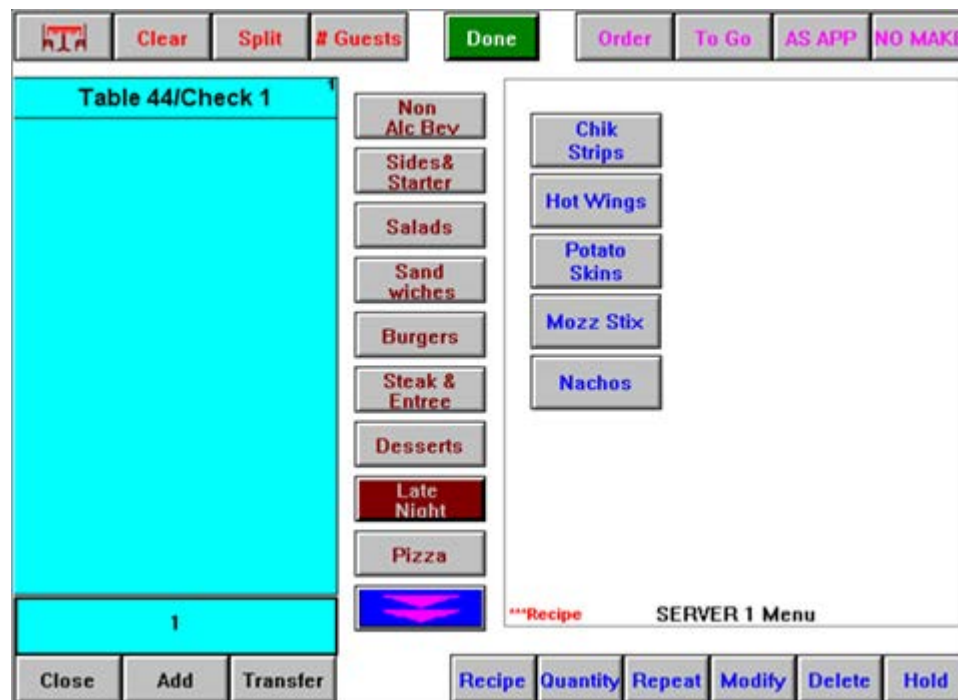 Clear
Split
# Guests
Done
Order
To Go
AS APP
NO MAKE
Table 44/Check 1
1
Non
Alc Bev
Sides&
Starter
Salads
Sand
wiches
Burgers
Steak &
Entree
Desserts
Late
Night
Pizza
Chik
Strips
Hot Wings
Potato
Skins
Mozz Stix
Nachos
***Recipe
SERVER 1 Menu
1
Close
Add
Transfer
Recipe
Quantity
Repeat
Modify
Delete
Hold